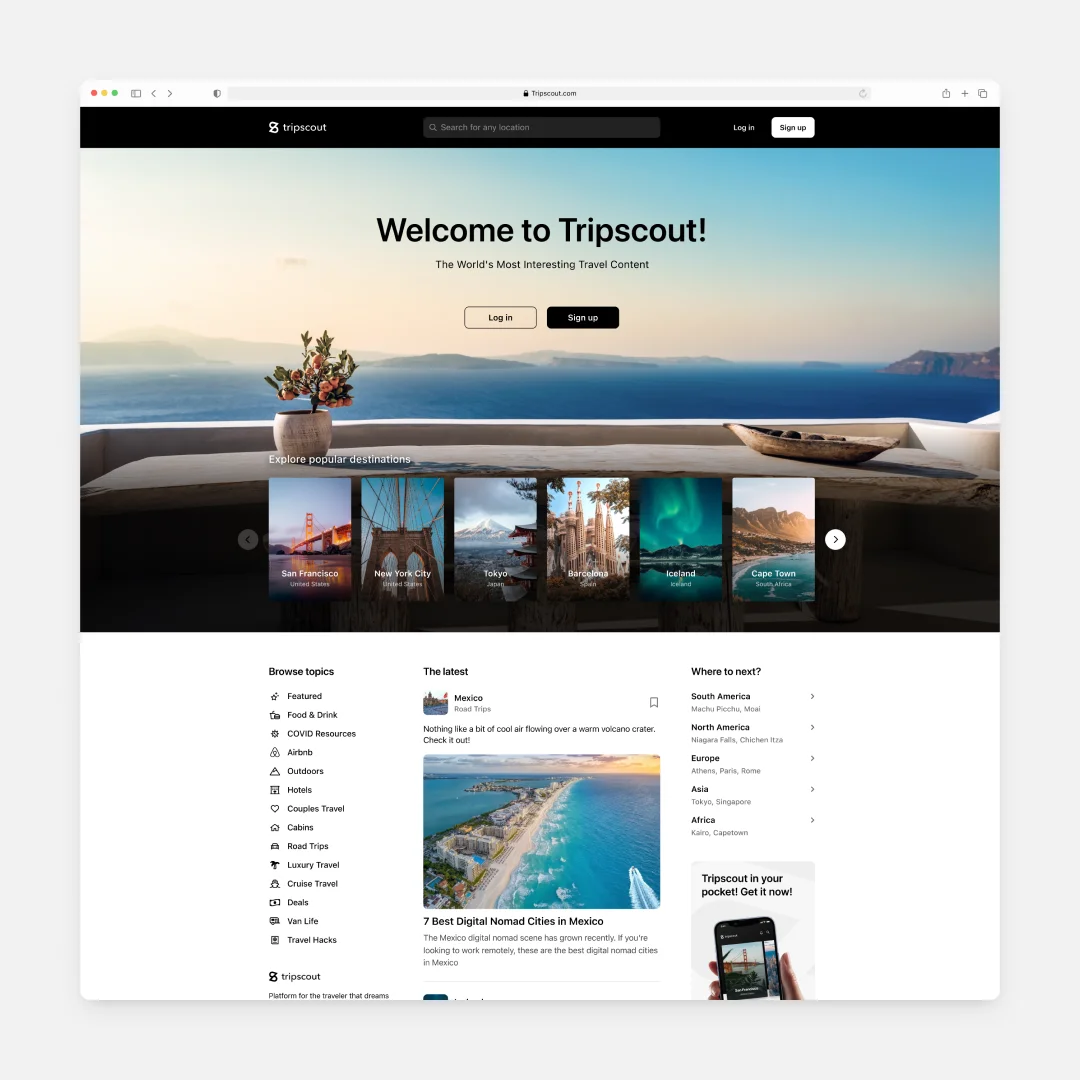 Tripscout.com
tripscout
Search for any location
Log in
Sign up
Welcome to Tripscout!
The World's Most Interesting Travel Content
Log in
Sign up
Explore popular destinations
San Francisco
United States
New York City
United States
Tokyo
Japan
Barcelona
Spain
Iceland
Iceland
Cape Town
South Africa
Browse topics
Featured
Food & Drink
COVID Resources
Airbnb
Outdoors
Hotels
Couples Travel
Cabins
Road Trips
Luxury Travel
Cruise Travel
Deals
Van Life
Travel Hacks
tripscout
Platform for the traveler that dreams
The latest
Mexico
Road Trips
Nothing like a bit of cool air flowing over a warm volcano crater.
Check it out!
7 Best Digital Nomad Cities in Mexico
The Mexico digital nomad scene has grown recently. If you're
looking to work remotely, these are the best digital nomad cities
in Mexico
Where to next?
South America
Machu Picchu, Moai
North America
Niagara Falls, Chichen Itza
Europe
Athens, Paris, Rome
Asia
Tokyo, Singapore
Africa
Kairo, Capetown
Tripscout in your
pocket! Get it now!
tripscout
San Francisco